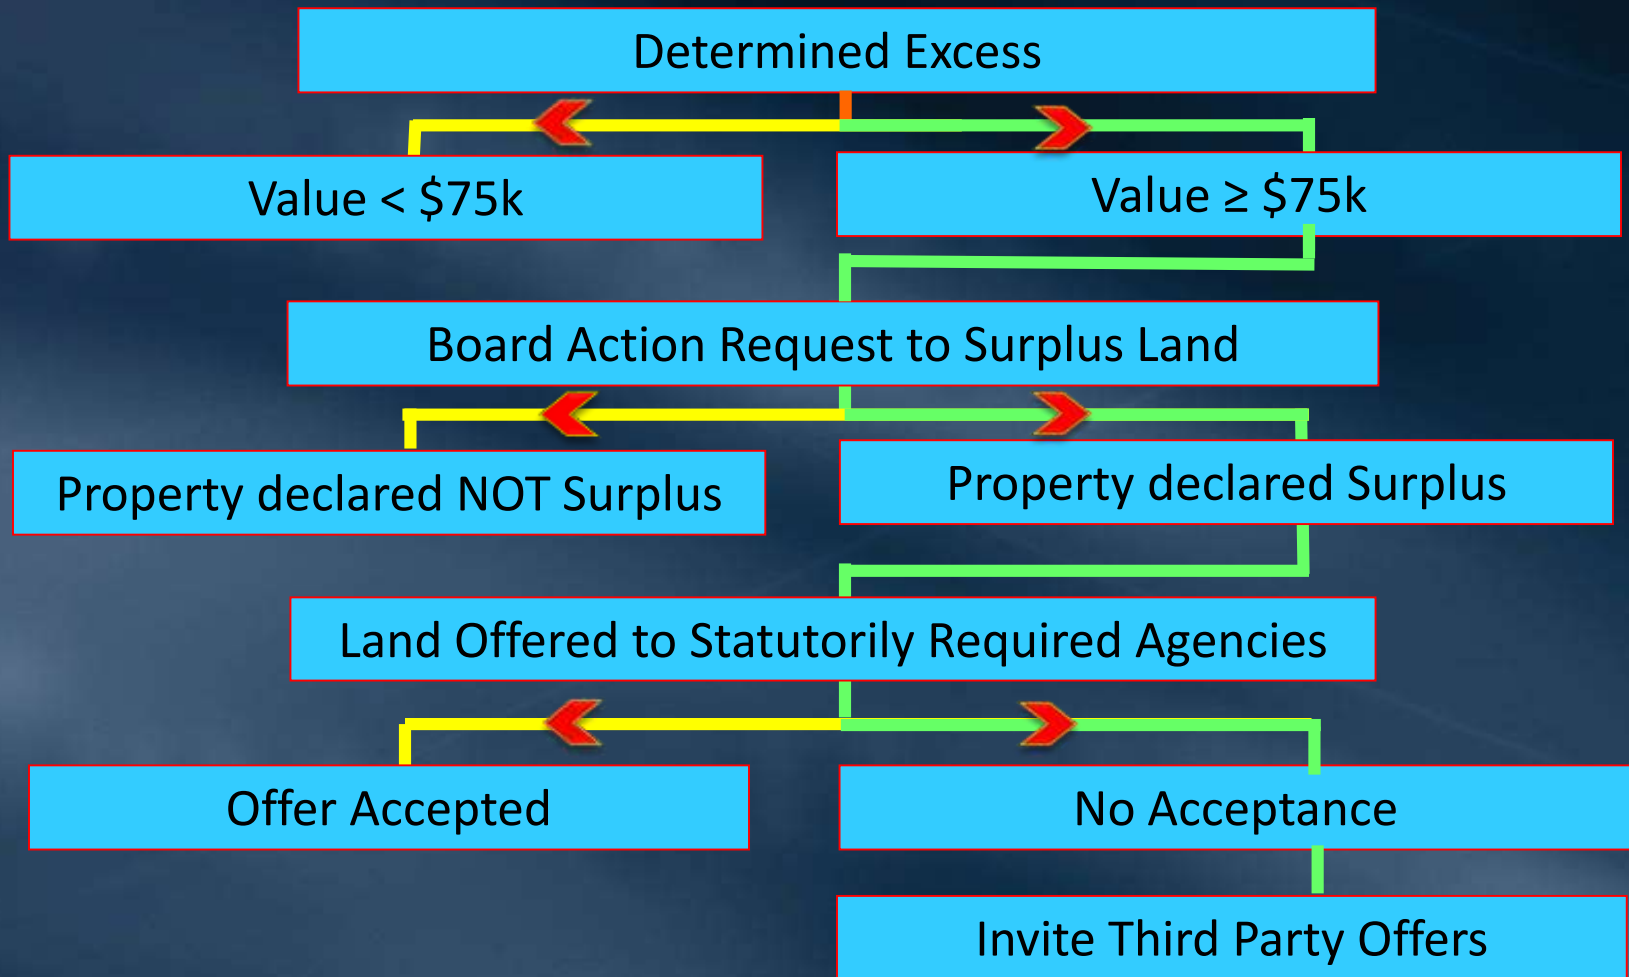 Determined Excess
Value < $75k
Value ≥ $75k
Board Action Request to Surplus Land
Property declared NOT Surplus
Property declared Surplus
Land Offered to Statutorily Required Agencies
Offer Accepted
No Acceptance
Invite Third Party Offers